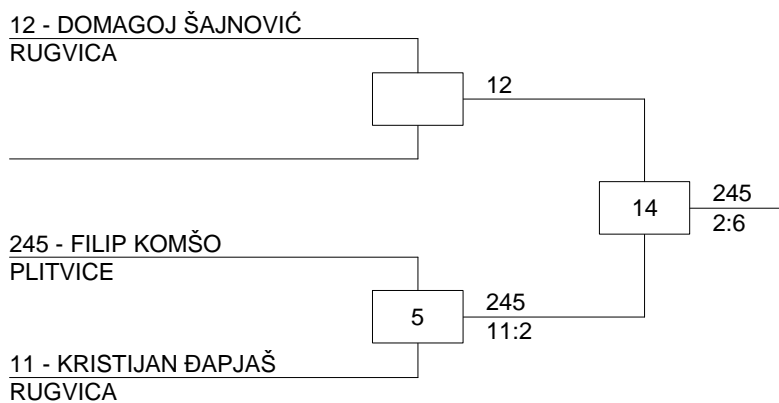 12 - DOMAGOJ ŠAJNOVIĆ
RUGVICA
12
14
245
2:6
245 - FILIP KOMŠO
PLITVICE
5
245
11:2
11 - KRISTIJAN ĐAPJAŠ
RUGVICA